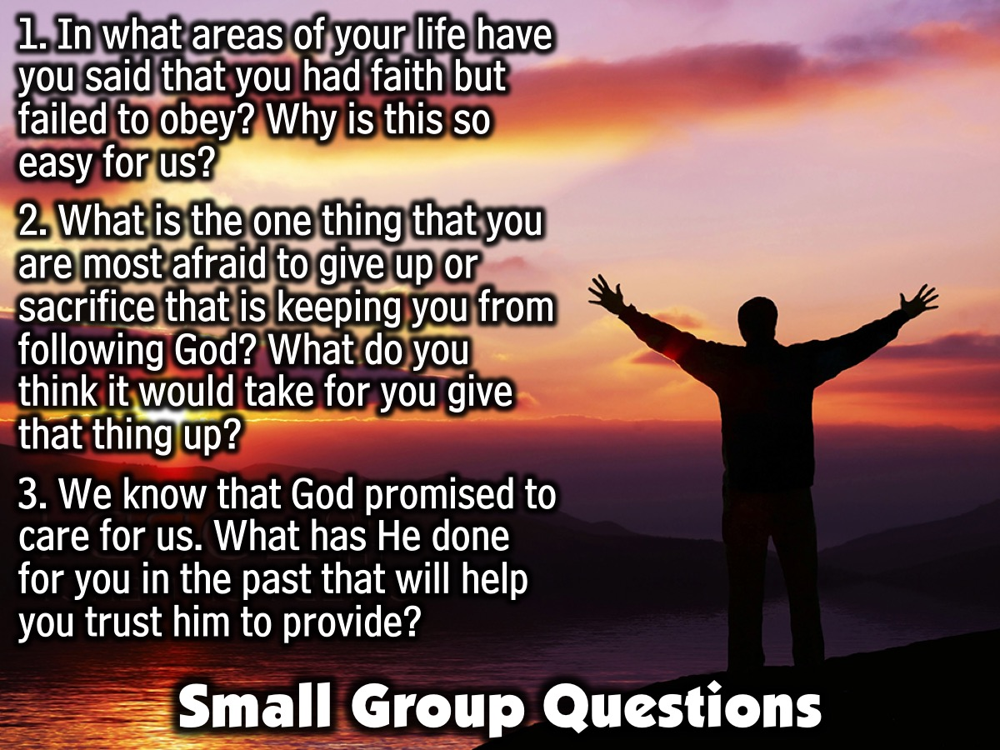 1. In what areas of your life have
you said that you had faith but
failed to obey? Why is this so
easy for us?
2. What is the one thing that you
are most afraid to give up or
sacrifice that is keeping you from
following God? What do you
think it would take for you give
that thing up?
3. We know that God promised to
care for us. What has He done
for you in the past that will help
you trust him to provide?
Small Group Questions